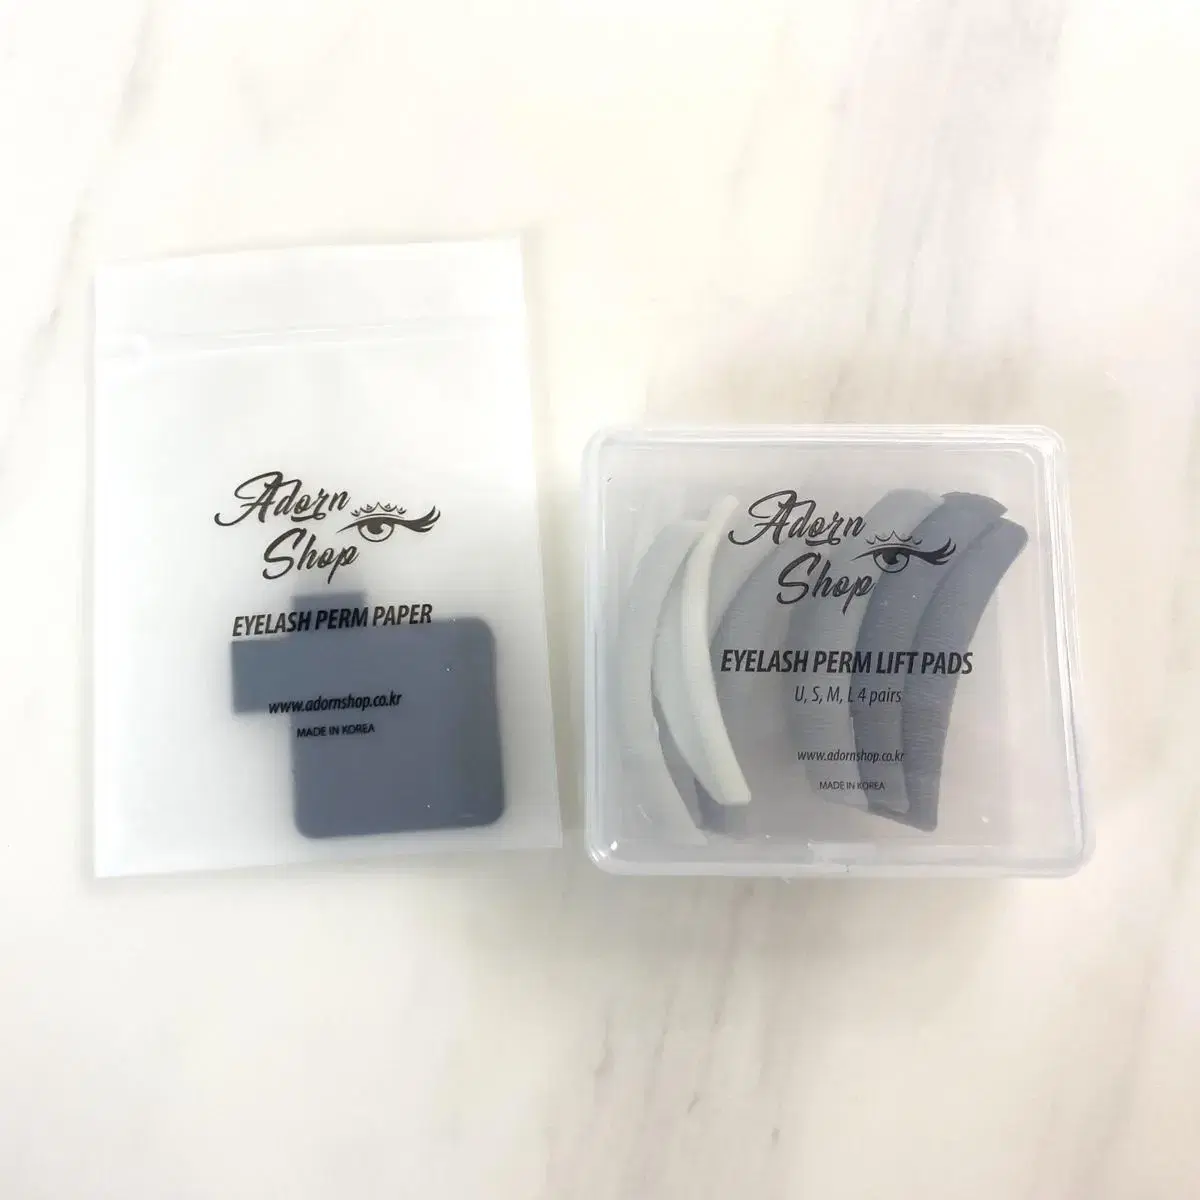 Adorn
Shop
EYELASH PERM PAPER
www.adornshop.co.kr
MADE IN KOREA
Adorn
Shop
EYELASH PERM LIFT PADS
U, S, M, L 4 pairs
www.adornshop.co.kr
MADE IN KOREA